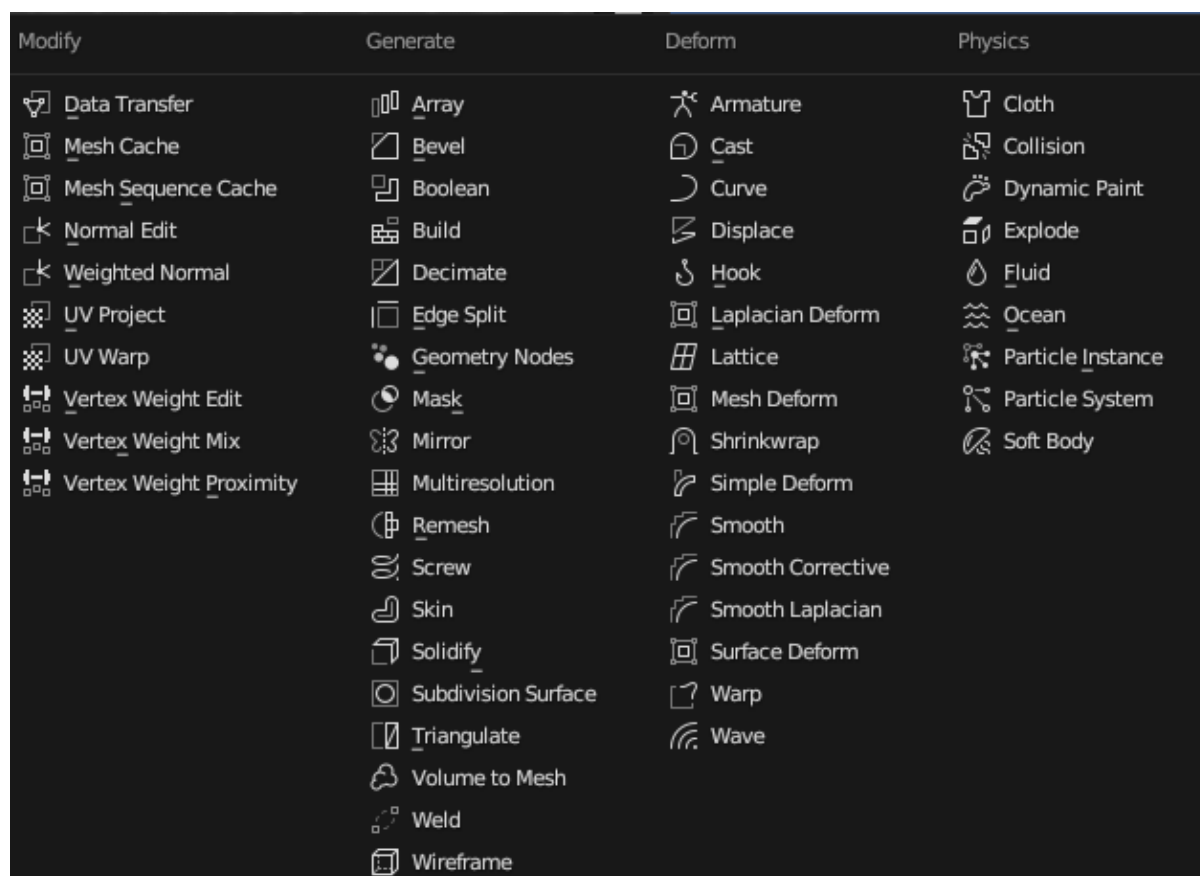 Modify
Data Transfer
Mesh Cache
Mesh Sequence Cache
Normal Edit
Weighted Normal
UV Project
UV Warp
Vertex Weight Edit
Vertex Weight Mix
Vertex Weight Proximity
Generate
Array
Bevel
Boolean
Build
Decimate
Edge Split
Geometry Nodes
Mask
Mirror
Multiresolution
Remesh
Screw
Skin
Solidify
Subdivision Surface
Triangulate
Volume to Mesh
Weld
Wireframe
Deform
Armature
Cast
Curve
Displace
Hook
Laplacian Deform
Lattice
Mesh Deform
Shrinkwrap
Simple Deform
Smooth
Smooth Corrective
Smooth Laplacian
Surface Deform
Warp
Wave
Physics
Cloth
Collision
Dynamic Paint
Explode
Fluid
Ocean
Particle Instance
Particle System
Soft Body